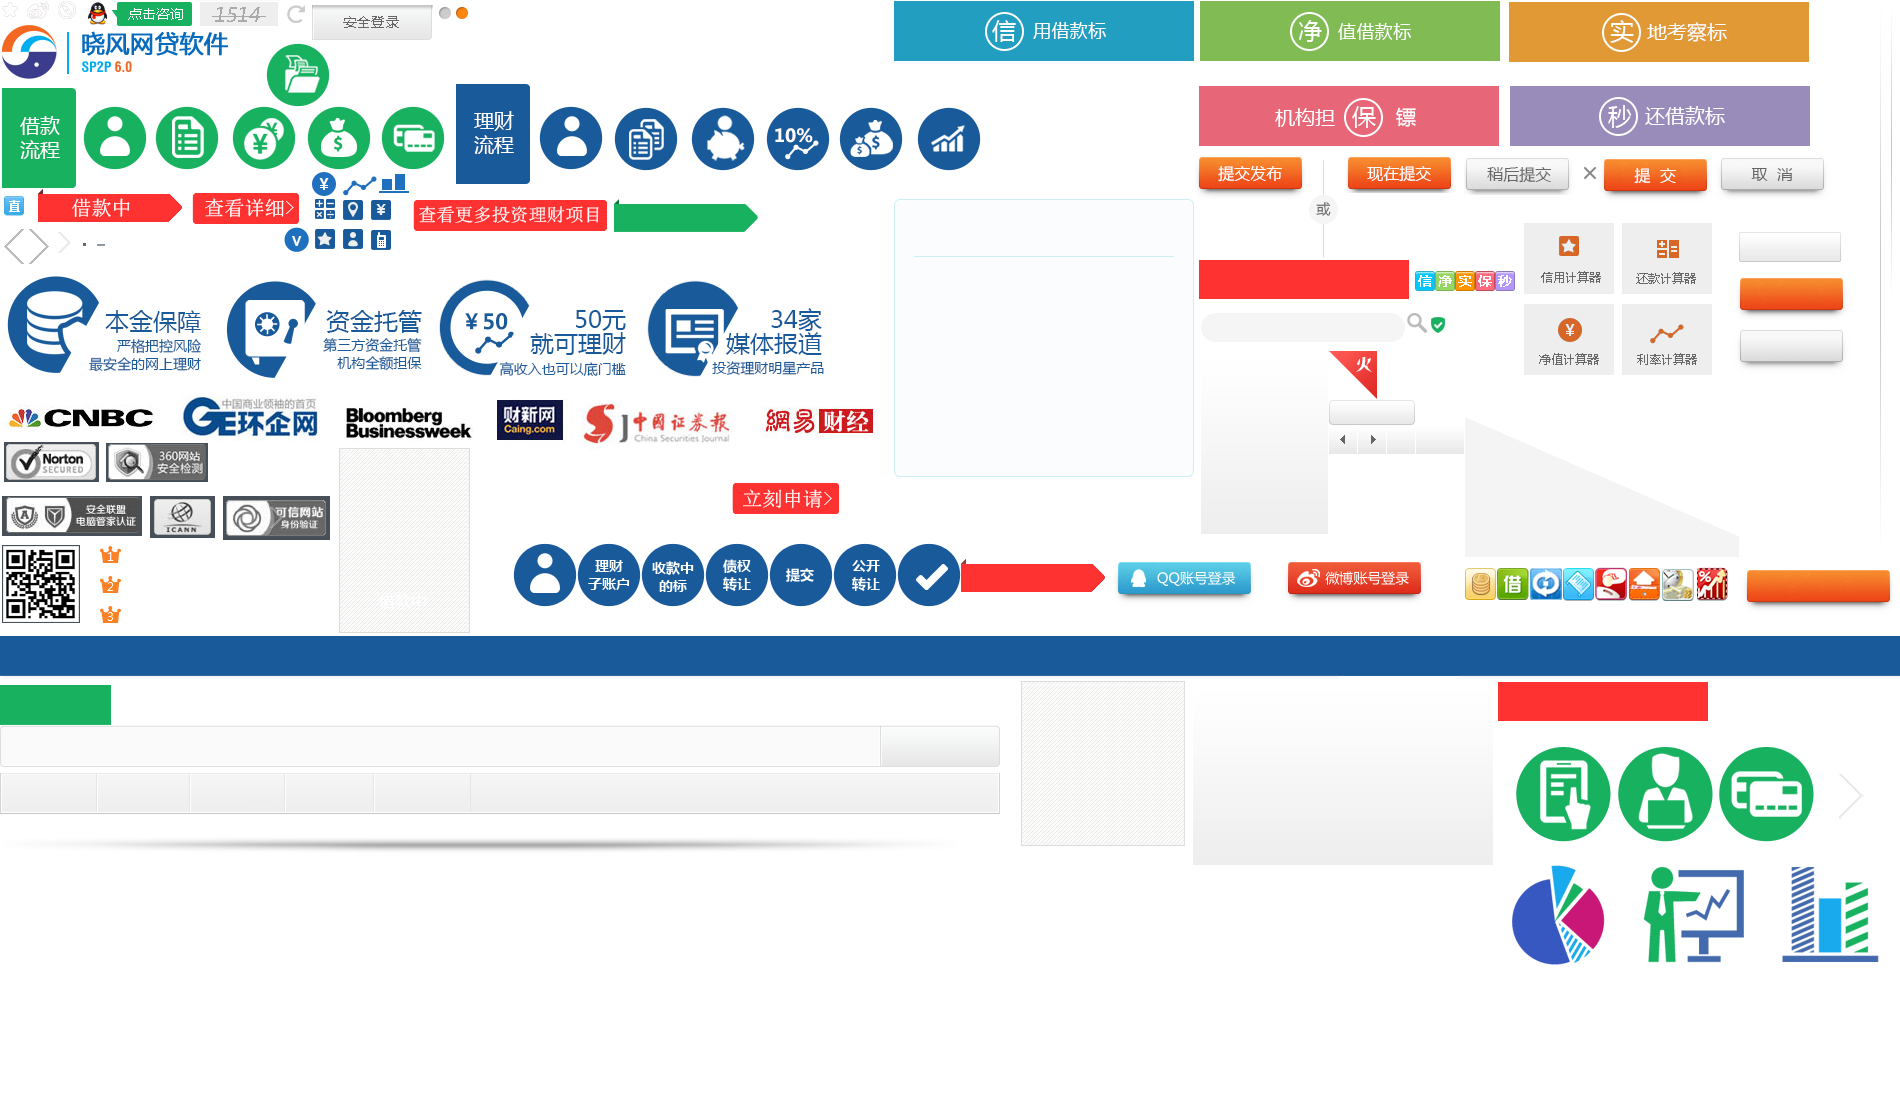 点击咨询
1514
安全登录
晓风网贷软件
SP2P 6.0
信 用借款标
净 值借款标
实 地考察标
机构担 保 镖
秒 还借款标
借款
流程
理财
流程
10%
提交发布
现在提交
稍后提交
提 交
取 消
或
直
借款中
查看详细
查看更多投资理财项目
V
信 净 实 保 秒
信用计算器
还款计算器
净值计算器
利率计算器
本金保障
严格把控风险
最安全的网上理财
资金托管
第三方资金托管
机构全额担保
¥50
50元
就可理财
高收入也可以底门槛
34家
媒体报道
投资理财明星产品
火
CNBC
中国商业领袖的首页
GE环企网
Bloomberg
Businessweek
财新网
Caing.com
中国证券报
China Securities Journal
網易 财经
Norton
SECURED
360网站
安全检测
安全联盟
电脑管家认证
ICANN
可信网站
身份验证
立刻申请
1
2
3
理财
子账户
收款中
的标
债权
转让
提交
公开
转让
QQ账号登录
微博账号登录
借